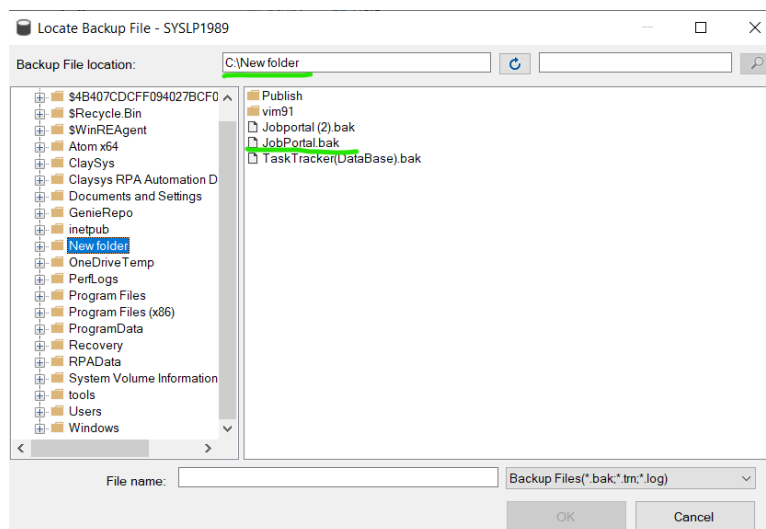 Locate Backup File - SYSLP1989
Backup File location:
C:\New folder
$4B407CDCFF094027BCF0
$Recycle.Bin
$WinREAgent
Atom x64
ClaySys
Claysys RPA Automation D
Documents and Settings
GenieRepo
inetpub
New folder
OneDriveTemp
PerfLogs
Program Files
Program Files (x86)
ProgramData
Recovery
RPAData
System Volume Information
tools
Users
Windows
Publish
vim91
Jobportal (2).bak
JobPortal.bak
TaskTracker(DataBase).bak
File name:
Backup Files(*.bak;*.trn;*.log)
OK
Cancel